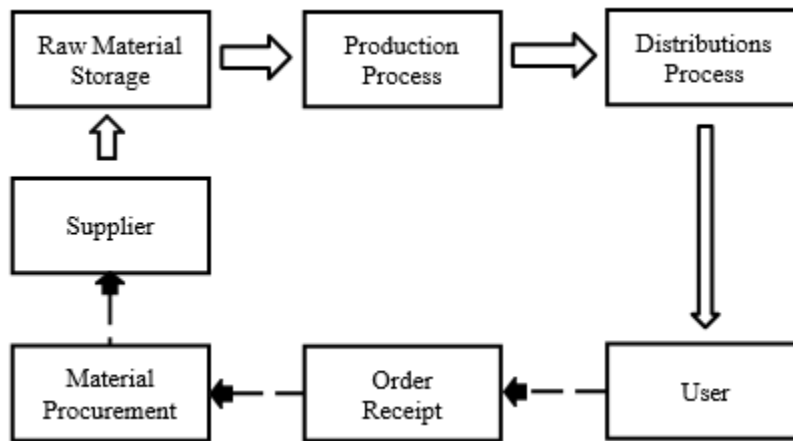 Raw Material
Storage
Production
Process
Distributions
Process
Supplier
Material
Procurement
Order
Receipt
User